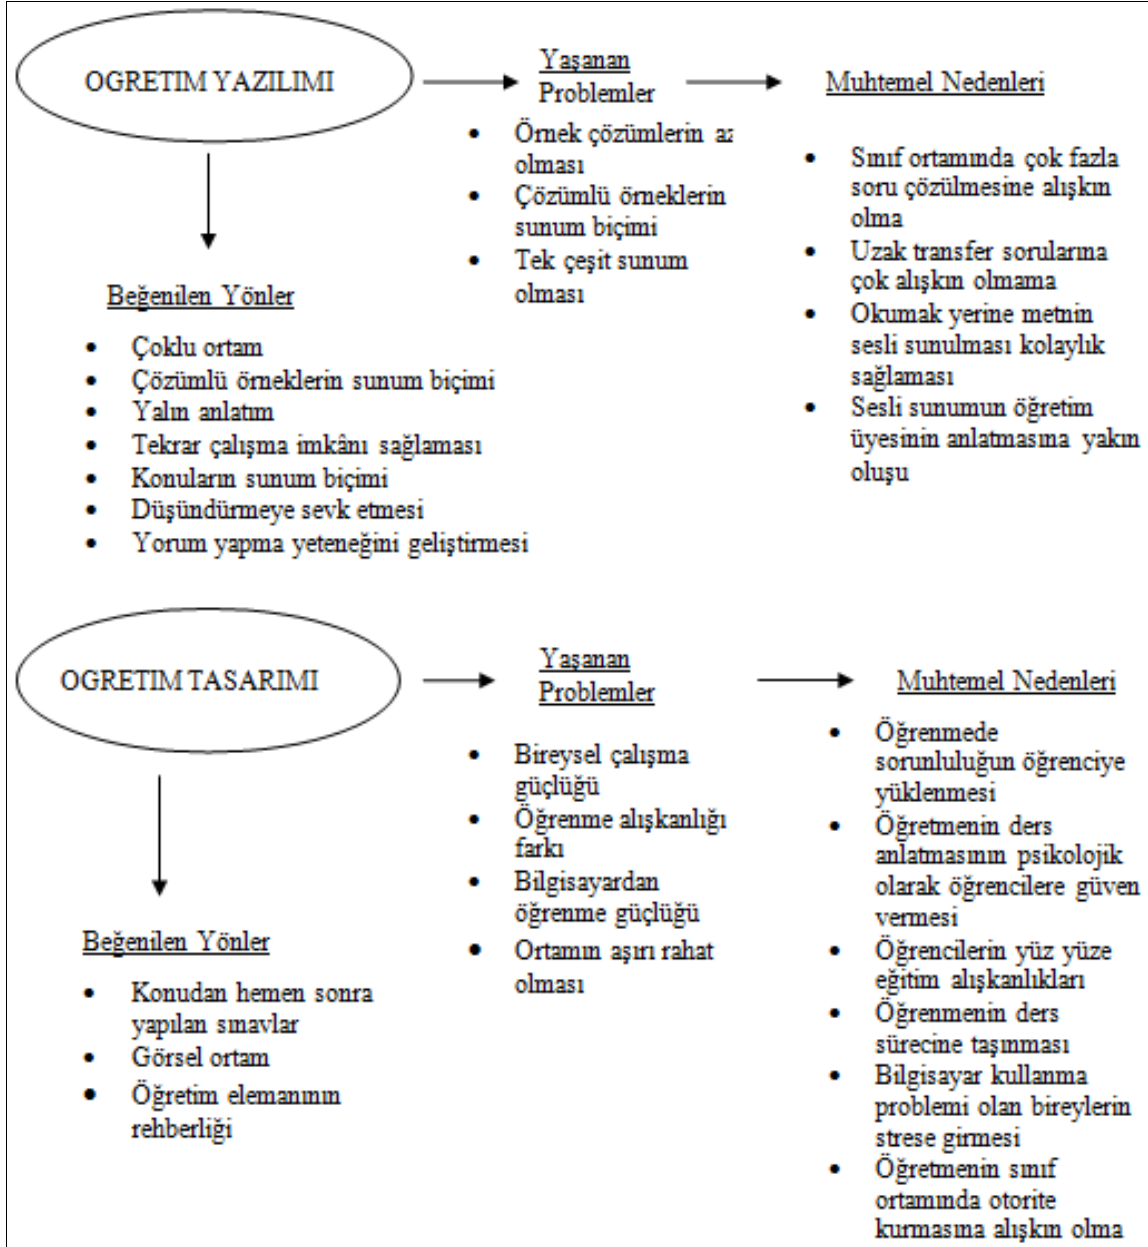 OGRETIM YAZILIMI
Yaşanan
Problemler
Muhtemel Nedenleri
• Örnek çözümlerin az
olması
• Çözümlü örneklerin
sunum biçimi
• Tek çeşit sunum
olması
• Sınıf ortamında çok fazla
soru çözülmesine alışkın
olma
• Uzak transfer sorularına
çok alışkın olmama
• Okumak yerine metnin
sesli sunulması kolaylık
sağlaması
• Sesli sunumun öğretim
üyesinin anlatmasına yakın
oluşu
Beğenilen Yönler
• Çoklu ortam
• Çözümlü örneklerin sunum biçimi
• Yalın anlatım
• Tekrar çalışma imkânı sağlaması
• Konuların sunum biçimi
• Düşündürmeye sevk etmesi
• Yorum yapma yeteneğini geliştirmesi
OGRETIM TASARIMI
Yaşanan
Problemler
Muhtemel Nedenleri
• Bireysel çalışma
güçlüğü
• Öğrenme alışkanlığı
farkı
• Bilgisayardan
öğrenme güçlüğü
• Ortamın aşırı rahat
olması
• Öğrenmede
sorunluluğun öğrenciye
yüklenmesi
• Öğretmenin ders
anlatmasının psikolojik
olarak öğrencilere güven
vermesi
• Öğrencilerin yüz yüze
eğitim alışkanlıkları
• Öğrenmenin ders
sürecine taşınması
• Bilgisayar kullanma
problemi olan bireylerin
strese girmesi
• Öğretmenin sınıf
ortamında otorite
kurmasına alışkın olma
Beğenilen Yönler
• Konudan hemen sonra
yapılan sınavlar
• Görsel ortam
• Öğretim elemanının
rehberliği